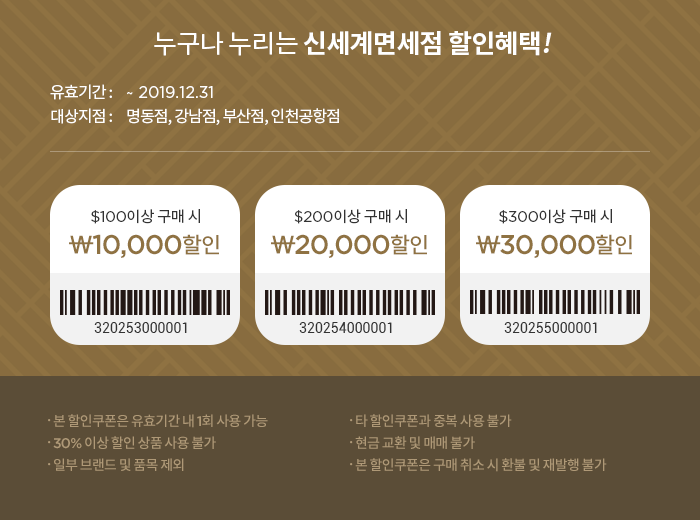 누구나 누리는 신세계면세점 할인혜택!
유효기간 : ~ 2019.12.31
대상지점 : 명동점, 강남점, 부산점, 인천공항점
$100이상 구매 시
₩10,000할인
320253000001
$200이상 구매 시
₩20,000할인
320254000001
$300이상 구매 시
₩30,000할인
320255000001
· 본 할인쿠폰은 유효기간 내 1회 사용 가능
· 30% 이상 할인 상품 사용 불가
· 일부 브랜드 및 품목 제외
· 타 할인쿠폰과 중복 사용 불가
· 현금 교환 및 매매 불가
· 본 할인쿠폰은 구매 취소 시 환불 및 재발행 불가